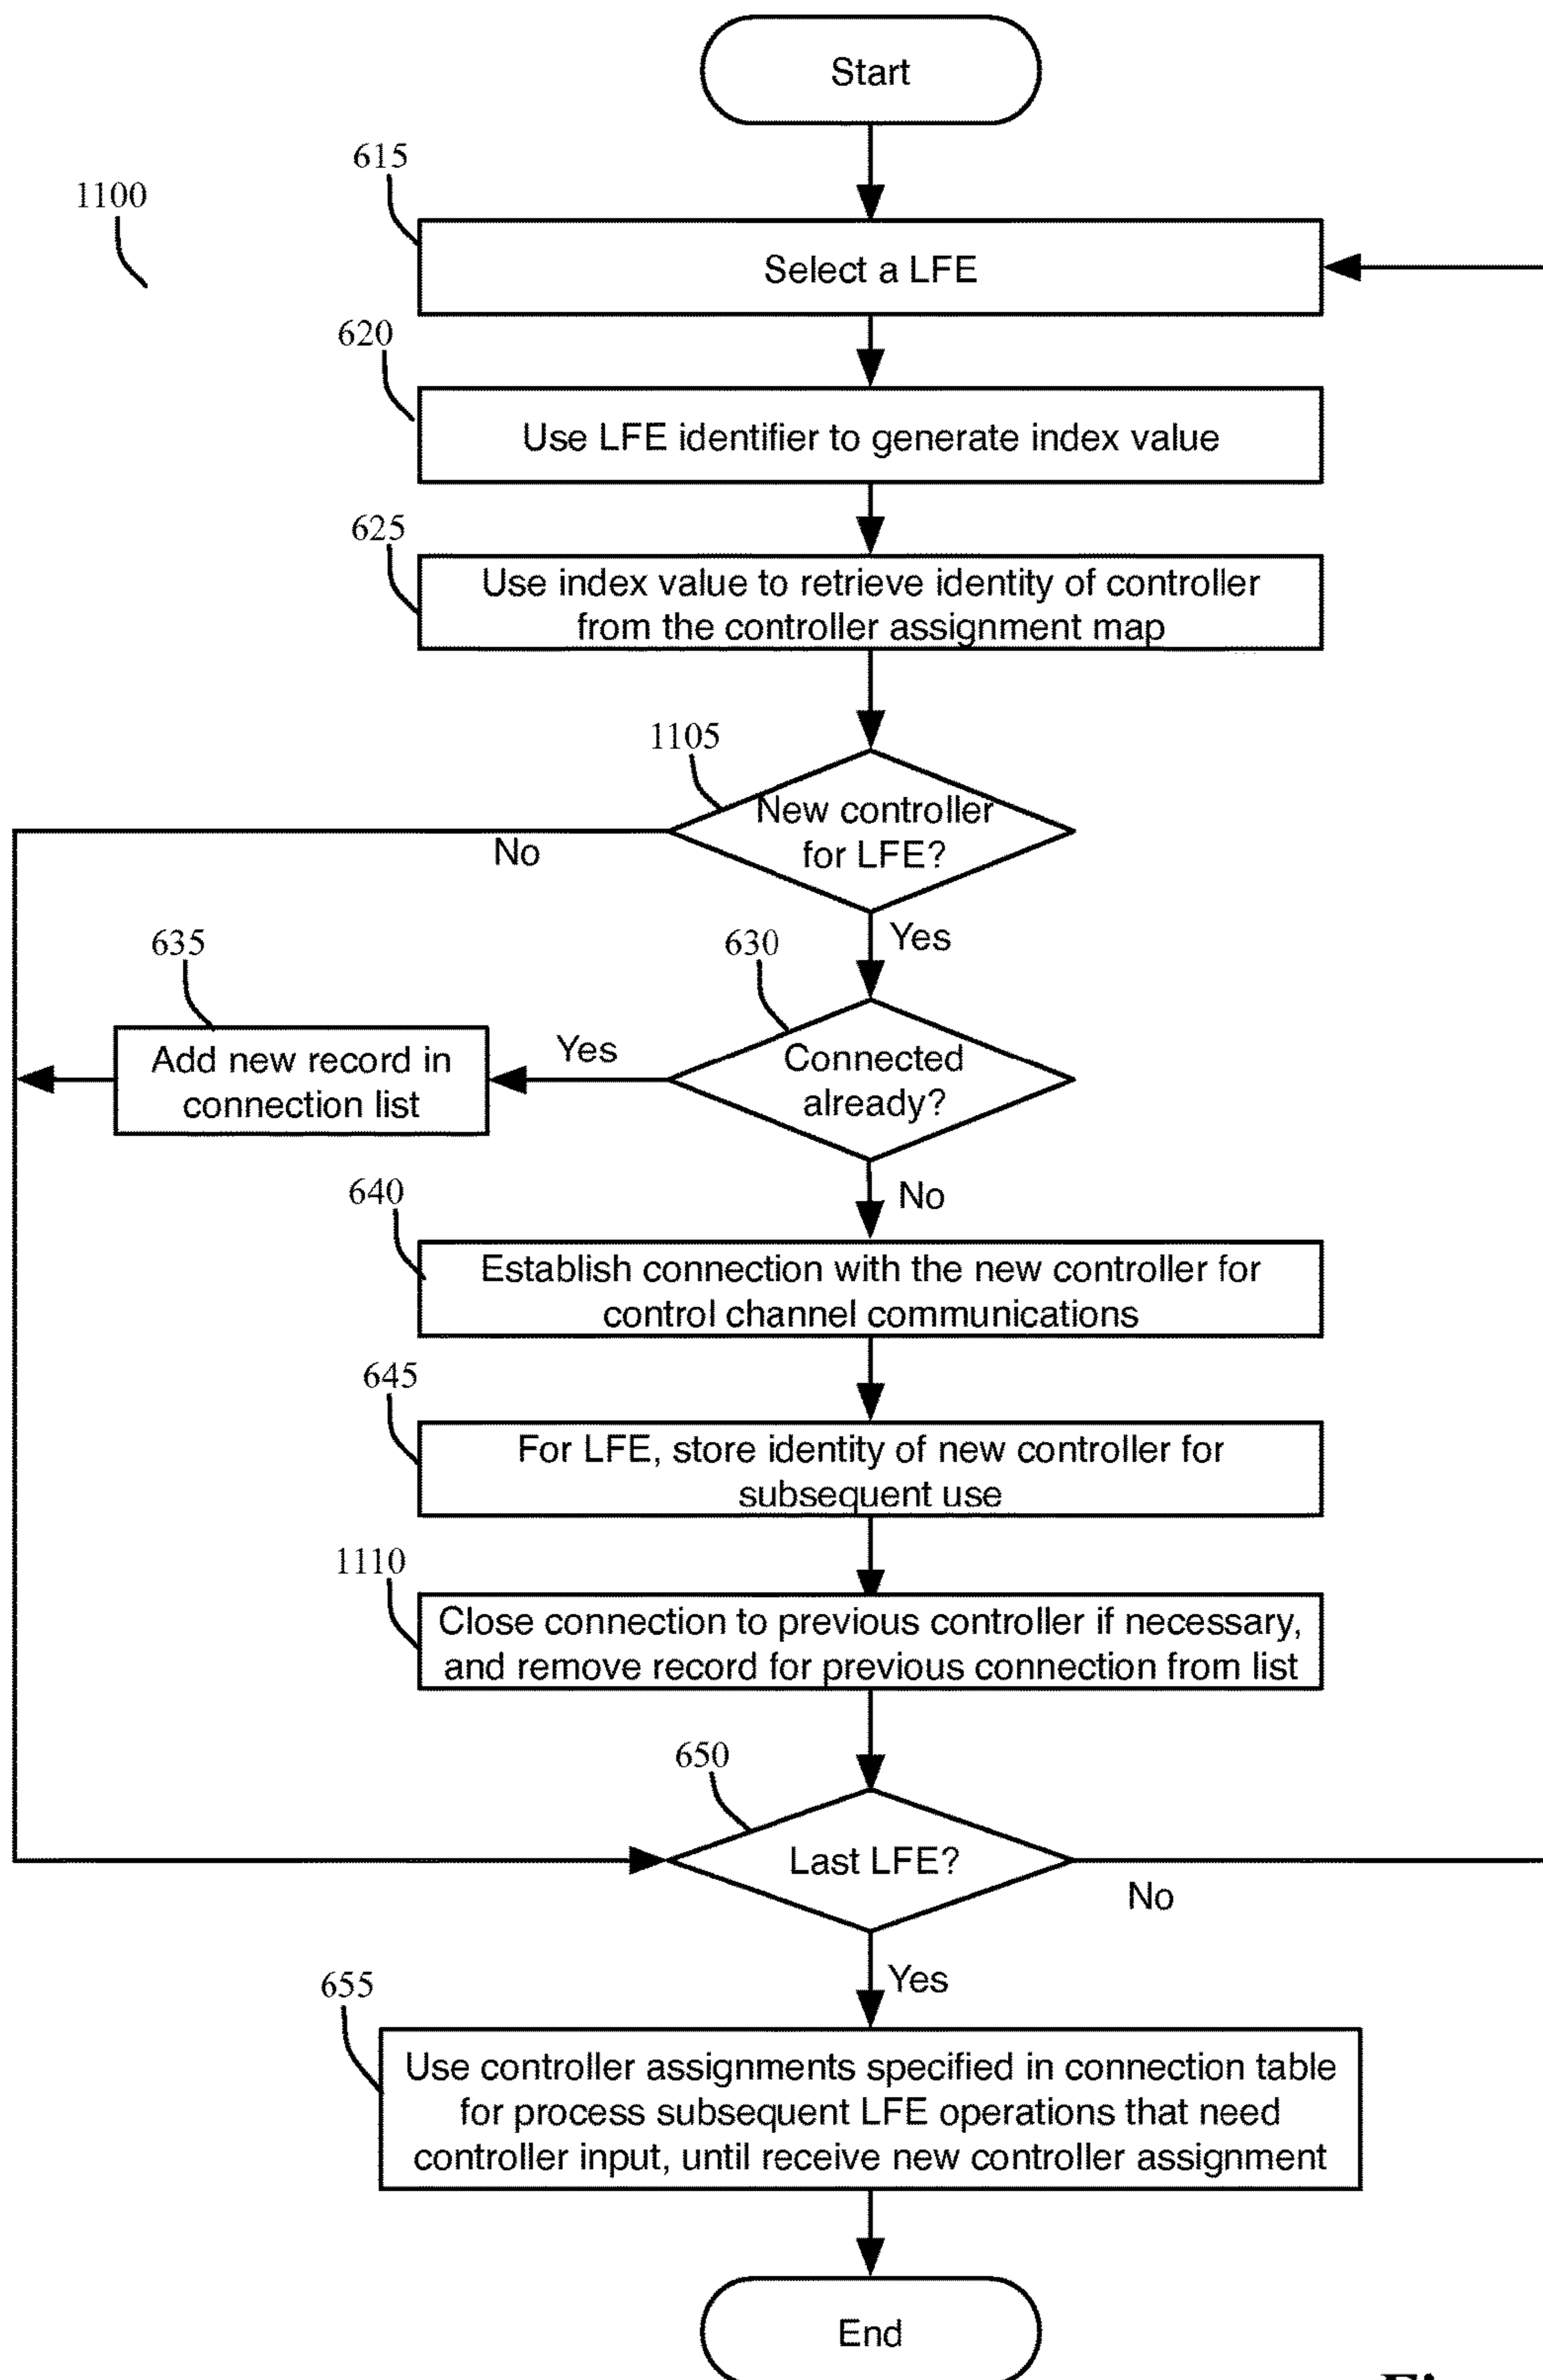 Start
615
1100
Select a LFE
620
Use LFE identifier to generate index value
625
Use index value to retrieve identity of controller
from the controller assignment map
1105
New controller
for LFE?
No
Yes
635
630
Add new record in
connection list
Yes
Connected
already?
No
640
Establish connection with the new controller for
control channel communications
645
For LFE, store identity of new controller for
subsequent use
1110
Close connection to previous controller if necessary,
and remove record for previous connection from list
650
Last LFE?
No
Yes
655
Use controller assignments specified in connection table
for process subsequent LFE operations that need
controller input, until receive new controller assignment
End